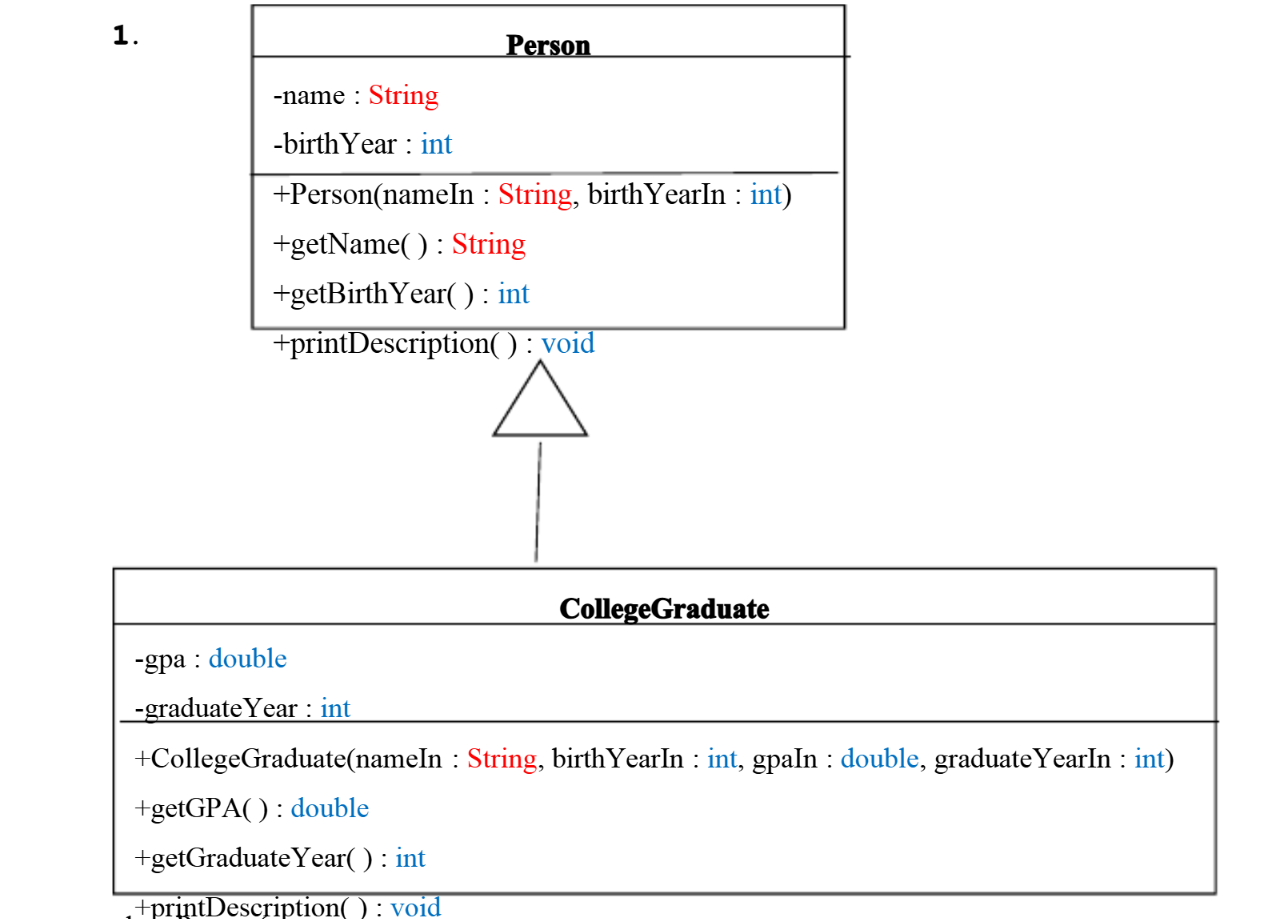 1.
Person
-name : String
-birthYear : int
+Person(nameIn : String, birthYearIn : int)
+getName( ) : String
+getBirthYear( ) : int
+printDescription( ) : void
CollegeGraduate
-gpa : double
-graduateYear : int
+CollegeGraduate(nameIn : String, birthYearIn : int, gpaIn : double, graduateYearIn : int)
+getGPA( ) : double
+getGraduateYear( ) : int
+printDescription( ) : void